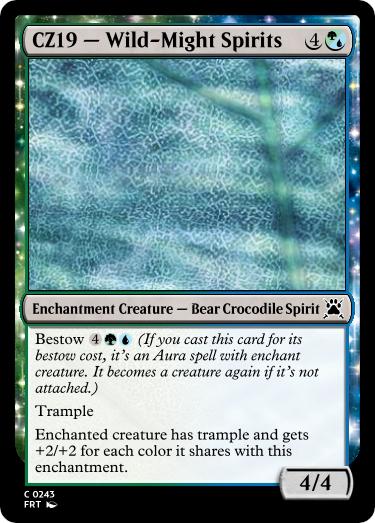 CZ19 — Wild-Might Spirits 4
Enchantment Creature — Bear Crocodile Spirit
Bestow 4 (If you cast this card for its
bestow cost, it's an Aura spell with enchant
creature. It becomes a creature again if it's not
attached.)
Trample
Enchanted creature has trample and gets
+2/+2 for each color it shares with this
enchantment.
4/4
C 0243
FRT